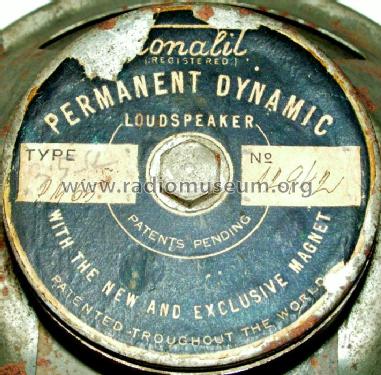 (REGISTERED)
PERMANENT DYNAMIC
LOUDSPEAKER
TYPE
No
www.radiomuseum.org
PATENTS PENDING
WITH THE NEW AND EXCLUSIVE MAGNET
PATENTED TROUGHOUT THE WORLD